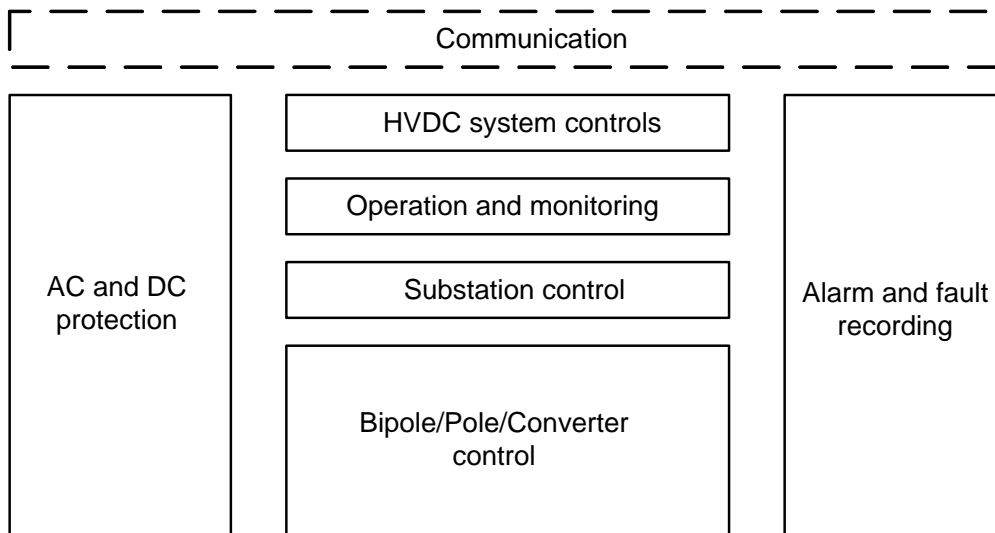 Communication
HVDC system controls
Operation and monitoring
Substation control
AC and DC
protection
Alarm and fault
recording
Bipole/Pole/Converter
control